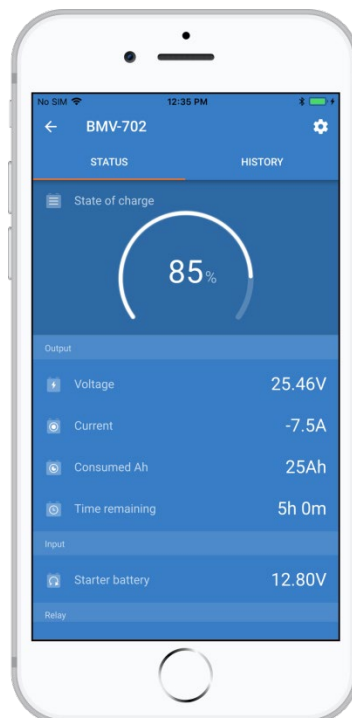 No SIM 12:35 PM
BMV-702
STATUS HISTORY
State of charge
85%
Output
Voltage 25.46V
Current -7.5A
Consumed Ah 25Ah
Time remaining 5h 0m
Input
Starter battery 12.80V
Relay